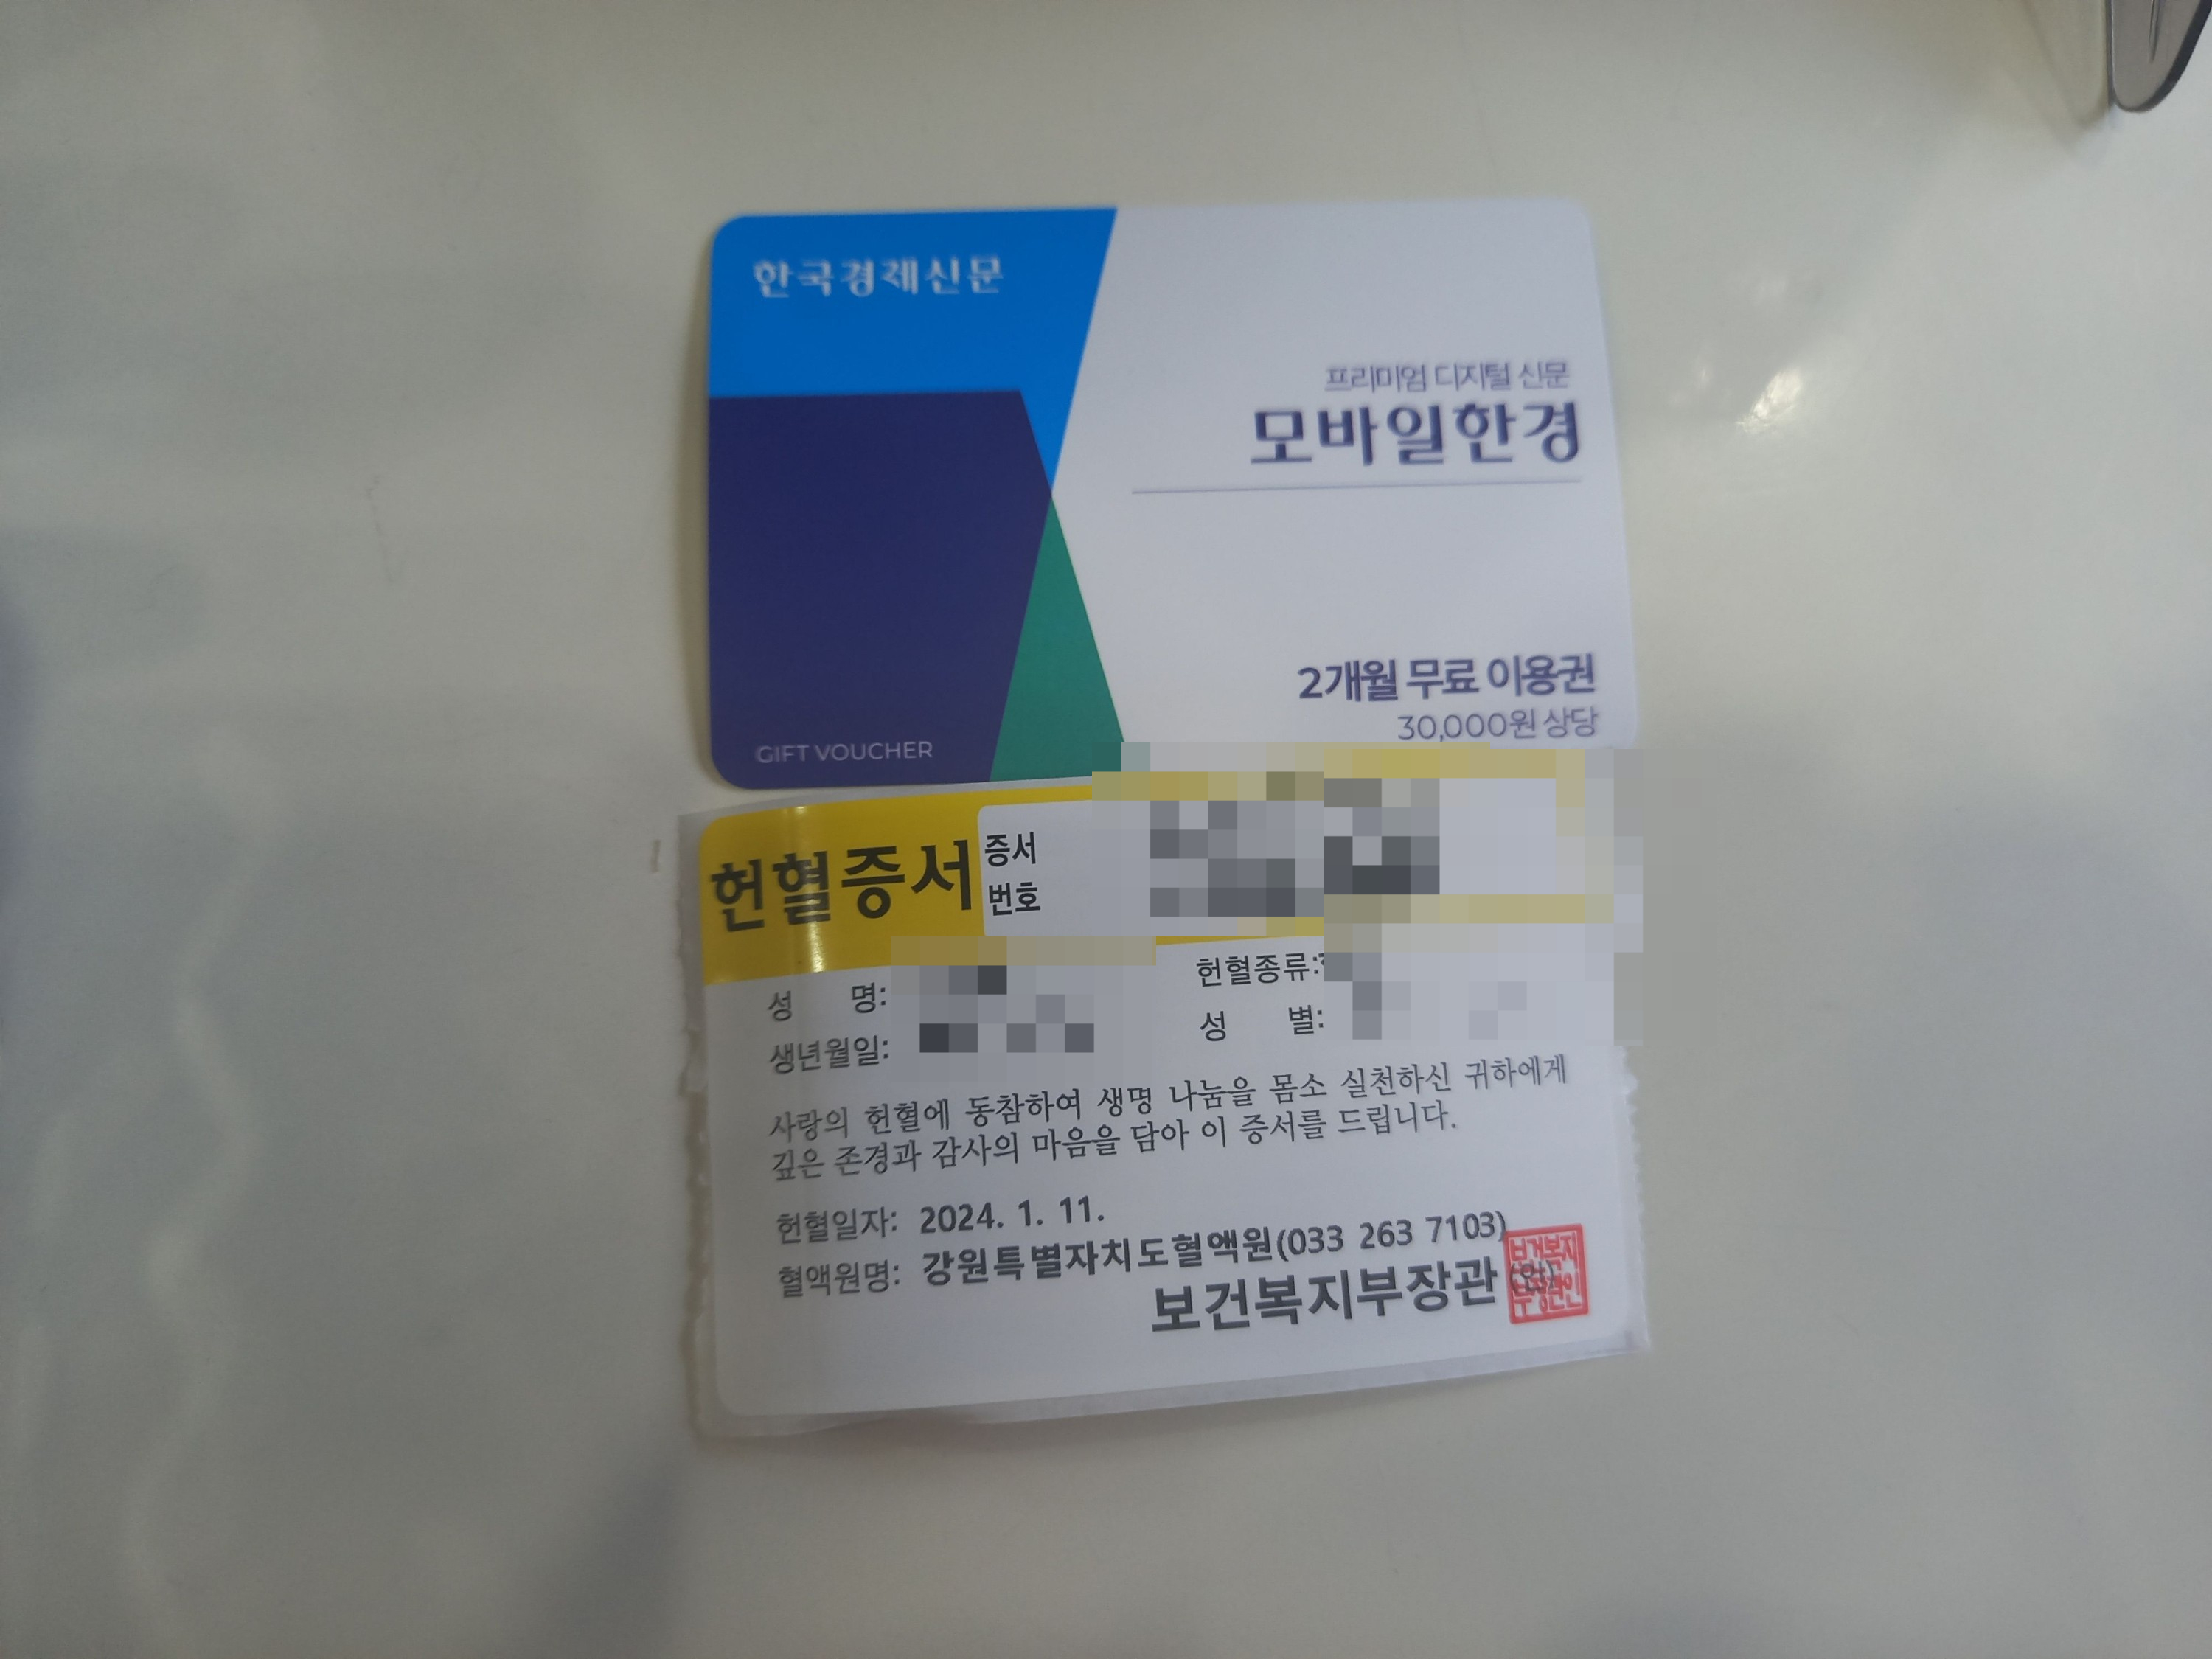 한국경제신문
프리미엄 디지털 신문
모바일한경
2개월 무료 이용권
30,000원 상당
GIFT VOUCHER
헌혈증서
증서
번호
성 명:
헌혈종류:
생년월일:
성 별:
사랑의 헌혈에 동참하여 생명 나눔을 몸소 실천하신 귀하에게
깊은 존경과 감사의 마음을 담아 이 증서를 드립니다.
헌혈일자: 2024. 1. 11.
혈액원명: 강원특별자치도혈액원(033 263 7103)
보건복지부장관 (인)